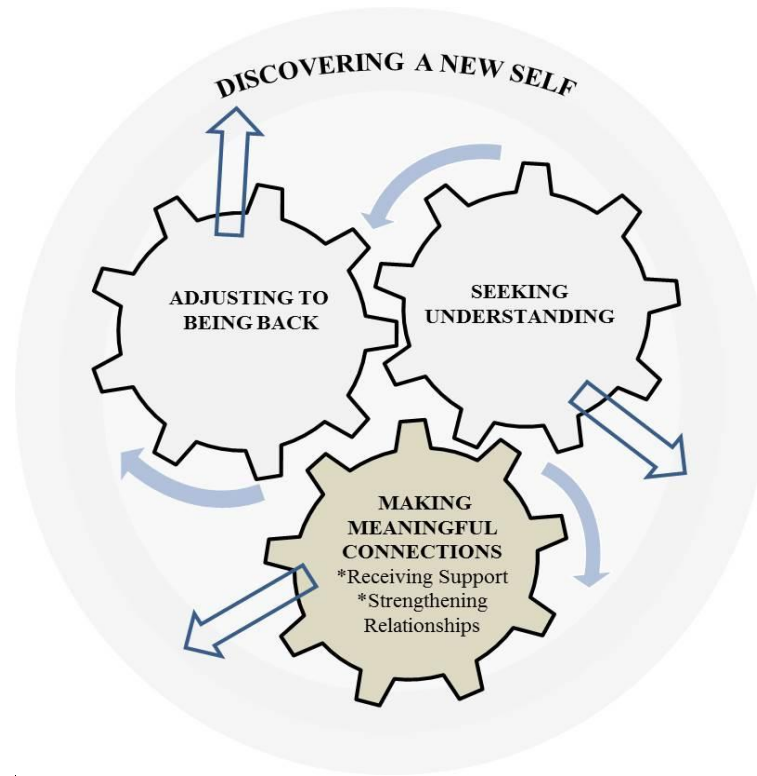 DISCOVERING A NEW SELF
ADJUSTING TO
BEING BACK
SEEKING
UNDERSTANDING
MAKING
MEANINGFUL
CONNECTIONS
*Receiving Support
*Strengthening
Relationships